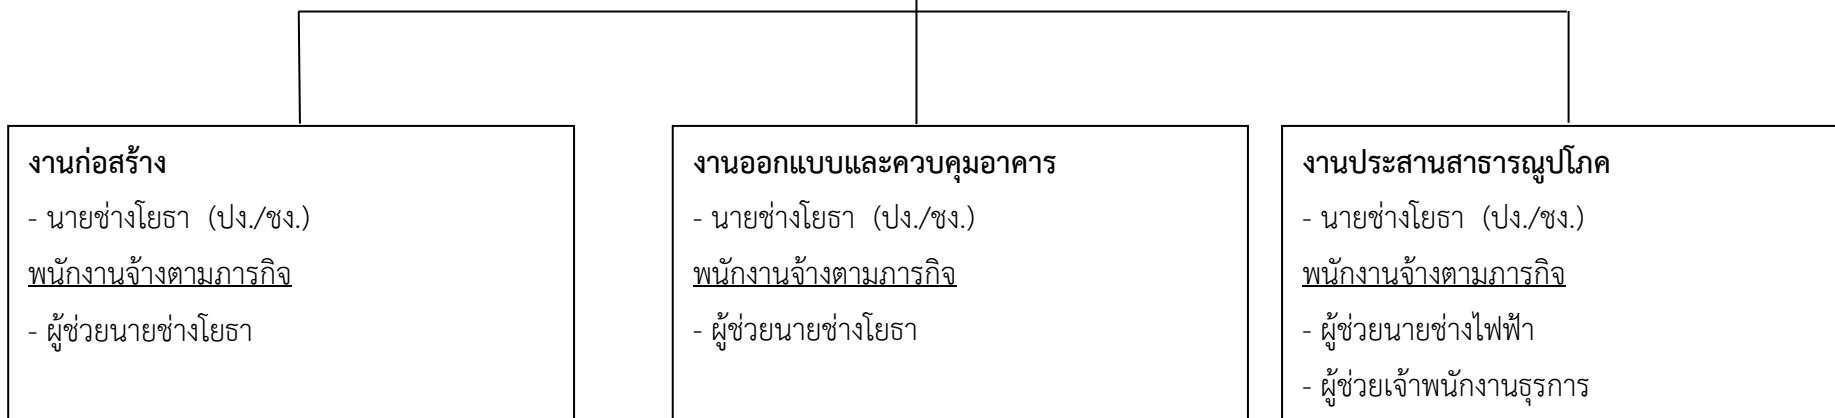 งานก่อสร้าง
- นายช่างโยธา (ปง./ชง.)
พนักงานจ้างตามภารกิจ
- ผู้ช่วยนายช่างโยธา
งานออกแบบและควบคุมอาคาร
- นายช่างโยธา (ปง./ชง.)
พนักงานจ้างตามภารกิจ
- ผู้ช่วยนายช่างโยธา
งานประสานสาธารณูปโภค
- นายช่างโยธา (ปง./ชง.)
พนักงานจ้างตามภารกิจ
- ผู้ช่วยนายช่างไฟฟ้า
- ผู้ช่วยเจ้าพนักงานธุรการ